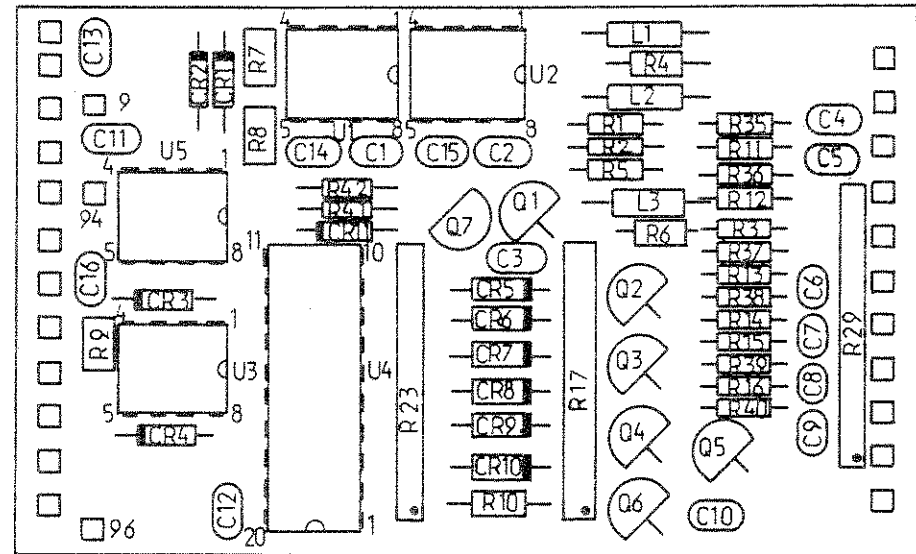 C13
CR2
CR1
R7
R8
4
5
U1
8
4
1
U2
5
8
L1
R4
L2
R1
R2
R5
L3
R6
9
C11
U5
4
1
94
5
8
C16
C14
C1
C15
C2
R42
R41
11
10
Q7
Q1
C3
R35
R11
R36
R12
R3
R37
R13
R38
R14
R15
R39
R16
R40
C4
C5
C6
C7
C8
C9
R29
CR3
R9
4
1
U3
5
8
CR4
U4
R23
CR5
CR6
CR7
CR8
CR9
CR10
R10
R17
Q2
Q3
Q4
Q5
Q6
C10
C12
20
1
96